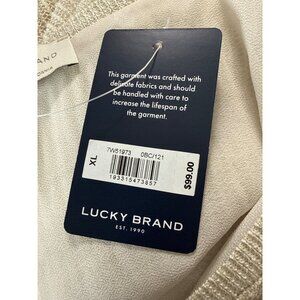 RAND
This garment was crafted with
delicate fabrics and should
be handled with care to
increase the lifespan of
the garment.
XL
7W51973 0BC/121
193315473857
$99.00
LUCKY BRAND
EST. 1990